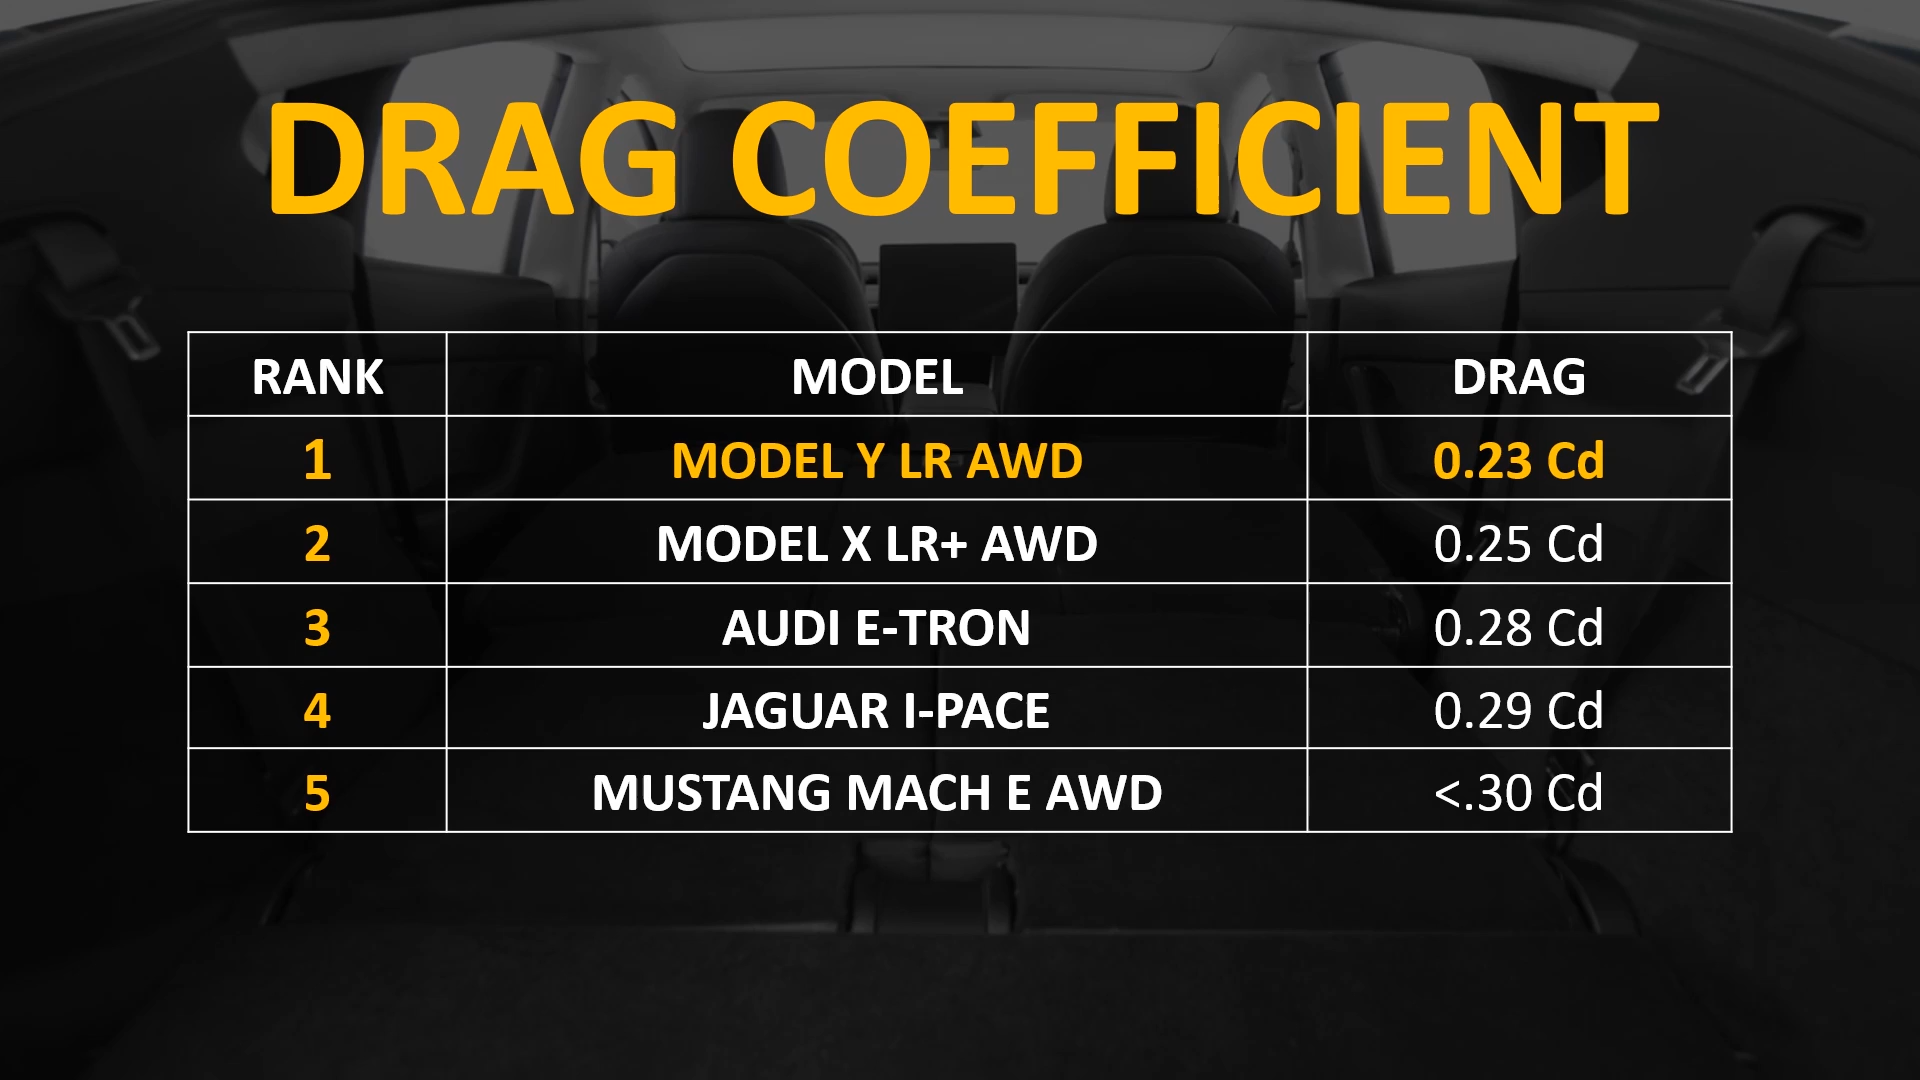 DRAG COEFFICIENT
RANK MODEL DRAG
1 MODEL Y LR AWD 0.23 Cd
2 MODEL X LR+ AWD 0.25 Cd
3 AUDI E-TRON 0.28 Cd
4 JAGUAR I-PACE 0.29 Cd
5 MUSTANG MACH E AWD <.30 Cd